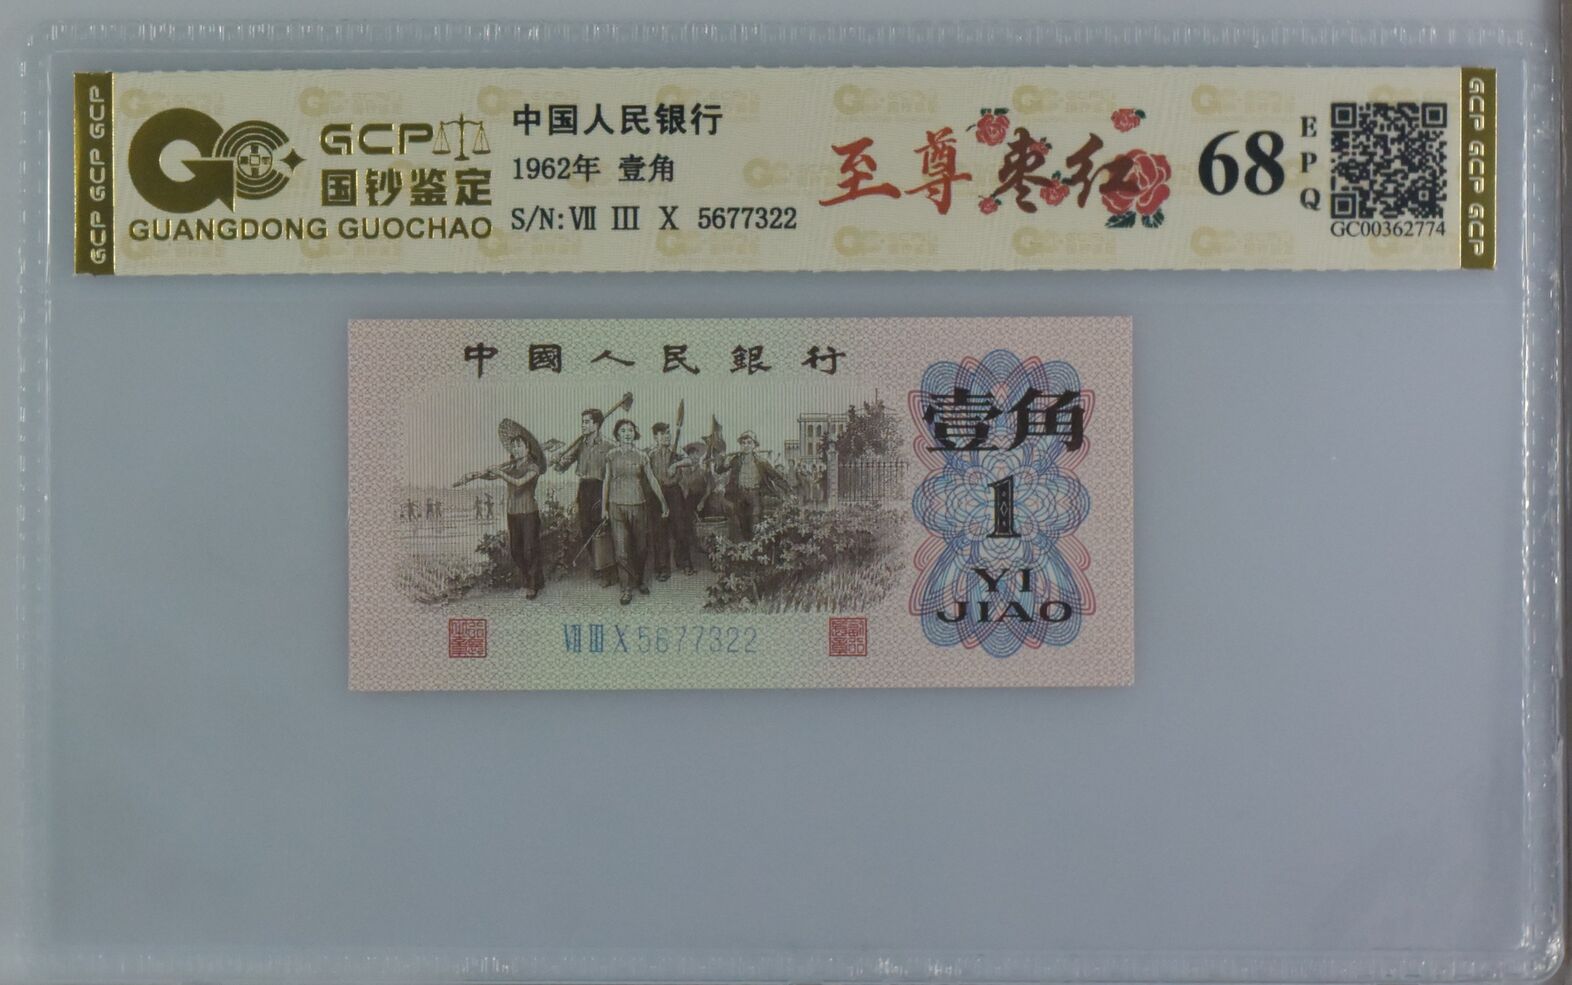 GCP GCP GCP
GCP
国钞鉴定
GUANGDONG GUOCHAO
中国人民银行
1962年 壹角
S/N: Ⅶ Ⅲ Ⅹ 5677322
至尊枣红
68
EPQ
GC00362774
GCP GCP GCP
中國人民銀行
壹角
1
YI
JIAO
Ⅶ Ⅲ Ⅹ 5677322